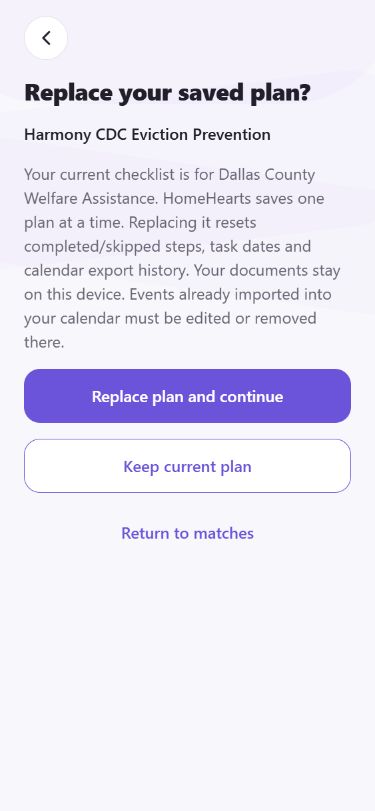 Replace your saved plan?
Harmony CDC Eviction Prevention
Your current checklist is for Dallas County
Welfare Assistance. HomeHearts saves one
plan at a time. Replacing it resets
completed/skipped steps, task dates and
calendar export history. Your documents stay
on this device. Events already imported into
your calendar must be edited or removed
there.
Replace plan and continue
Keep current plan
Return to matches